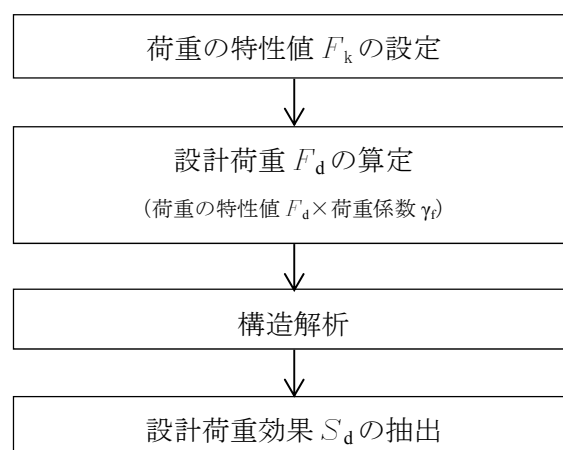 荷重の特性値 Fk の設定
設計荷重 Fd の算定
(荷重の特性値 Fd×荷重係数 γf)
構造解析
設計荷重効果 Sd の抽出